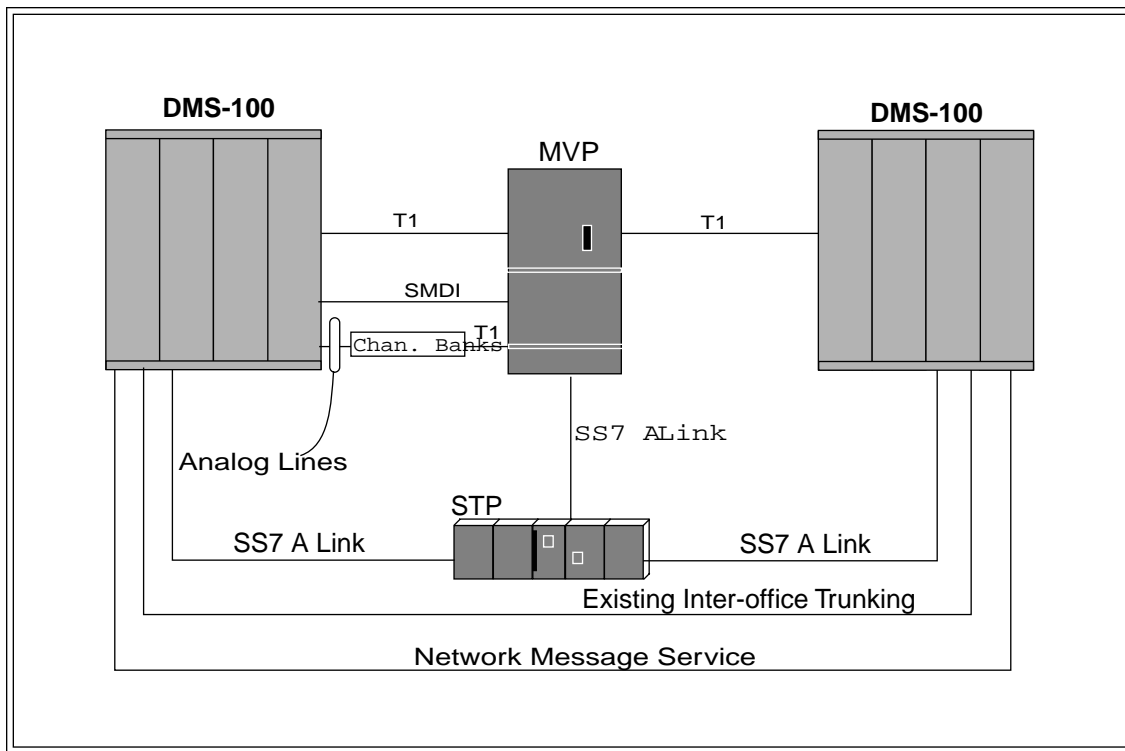 DMS-100
DMS-100
MVP
T1
T1
SMDI
T1
Chan. Banks
SS7 ALink
Analog Lines
STP
SS7 A Link
SS7 A Link
Existing Inter-office Trunking
Network Message Service